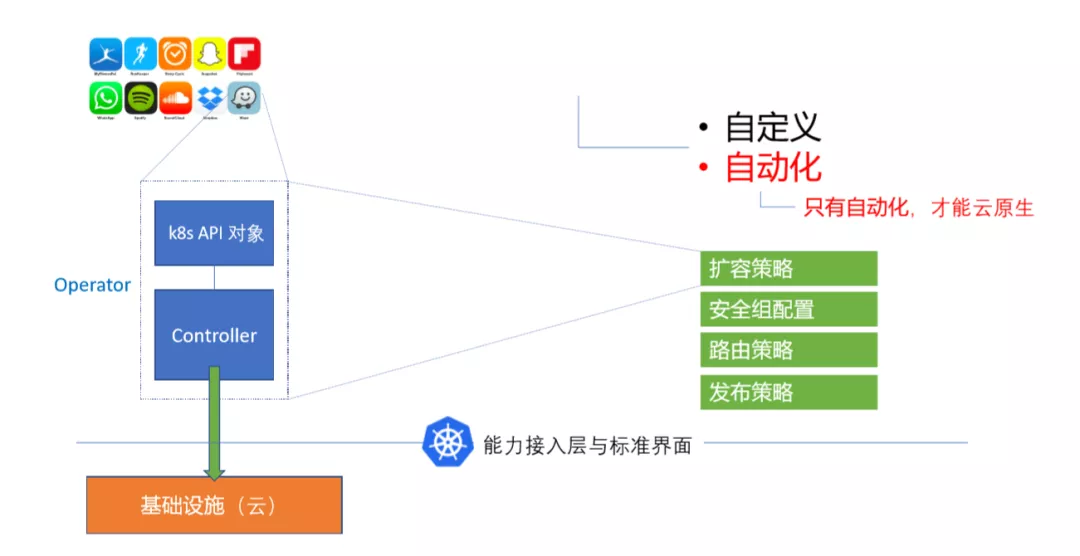 MyFitnessPal
Runkeeper
Sleep Cycle
Snapchat
Flipboard
WhatsApp
Spotify
SoundCloud
Dropbox
Waze
• 自定义
• 自动化
只有自动化，才能云原生
k8s API 对象
Operator
Controller
扩容策略
安全组配置
路由策略
发布策略
能力接入层与标准界面
基础设施（云）